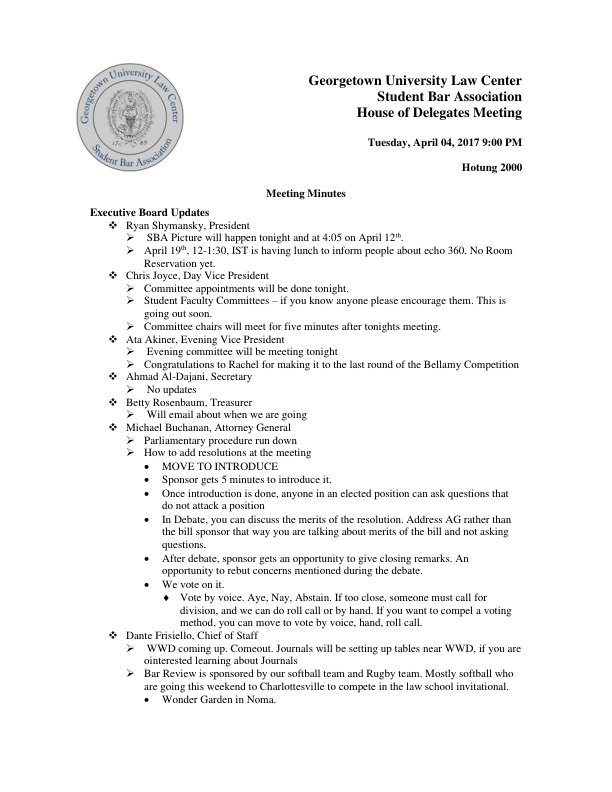 Georgetown University Law Center
Student Bar Association
17 89
Georgetown University Law Center
Student Bar Association
House of Delegates Meeting
Tuesday, April 04, 2017 9:00 PM
Hotung 2000
Meeting Minutes
Executive Board Updates
❖ Ryan Shymansky, President
➢ SBA Picture will happen tonight and at 4:05 on April 12th.
➢ April 19th, 12-1:30, IST is having lunch to inform people about echo 360. No Room
Reservation yet.
❖ Chris Joyce, Day Vice President
➢ Committee appointments will be done tonight.
➢ Student Faculty Committees – if you know anyone please encourage them. This is
going out soon.
➢ Committee chairs will meet for five minutes after tonights meeting.
❖ Ata Akiner, Evening Vice President
➢ Evening committee will be meeting tonight
➢ Congratulations to Rachel for making it to the last round of the Bellamy Competition
❖ Ahmad Al-Dajani, Secretary
➢ No updates
❖ Betty Rosenbaum, Treasurer
➢ Will email about when we are going
❖ Michael Buchanan, Attorney General
➢ Parliamentary procedure run down
➢ How to add resolutions at the meeting
• MOVE TO INTRODUCE
• Sponsor gets 5 minutes to introduce it.
• Once introduction is done, anyone in an elected position can ask questions that
do not attack a position
• In Debate, you can discuss the merits of the resolution. Address AG rather than
the bill sponsor that way you are talking about merits of the bill and not asking
questions.
• After debate, sponsor gets an opportunity to give closing remarks. An
opportunity to rebut concerns mentioned during the debate.
• We vote on it.
♦ Vote by voice. Aye, Nay, Abstain. If too close, someone must call for
division, and we can do roll call or by hand. If you want to compel a voting
method, you can move to vote by voice, hand, roll call.
❖ Dante Frisiello, Chief of Staff
➢ WWD coming up. Comeout. Journals will be setting up tables near WWD, if you are
ointerested learning about Journals
➢ Bar Review is sponsored by our softball team and Rugby team. Mostly softball who
are going this weekend to Charlottesville to compete in the law school invitational.
• Wonder Garden in Noma.